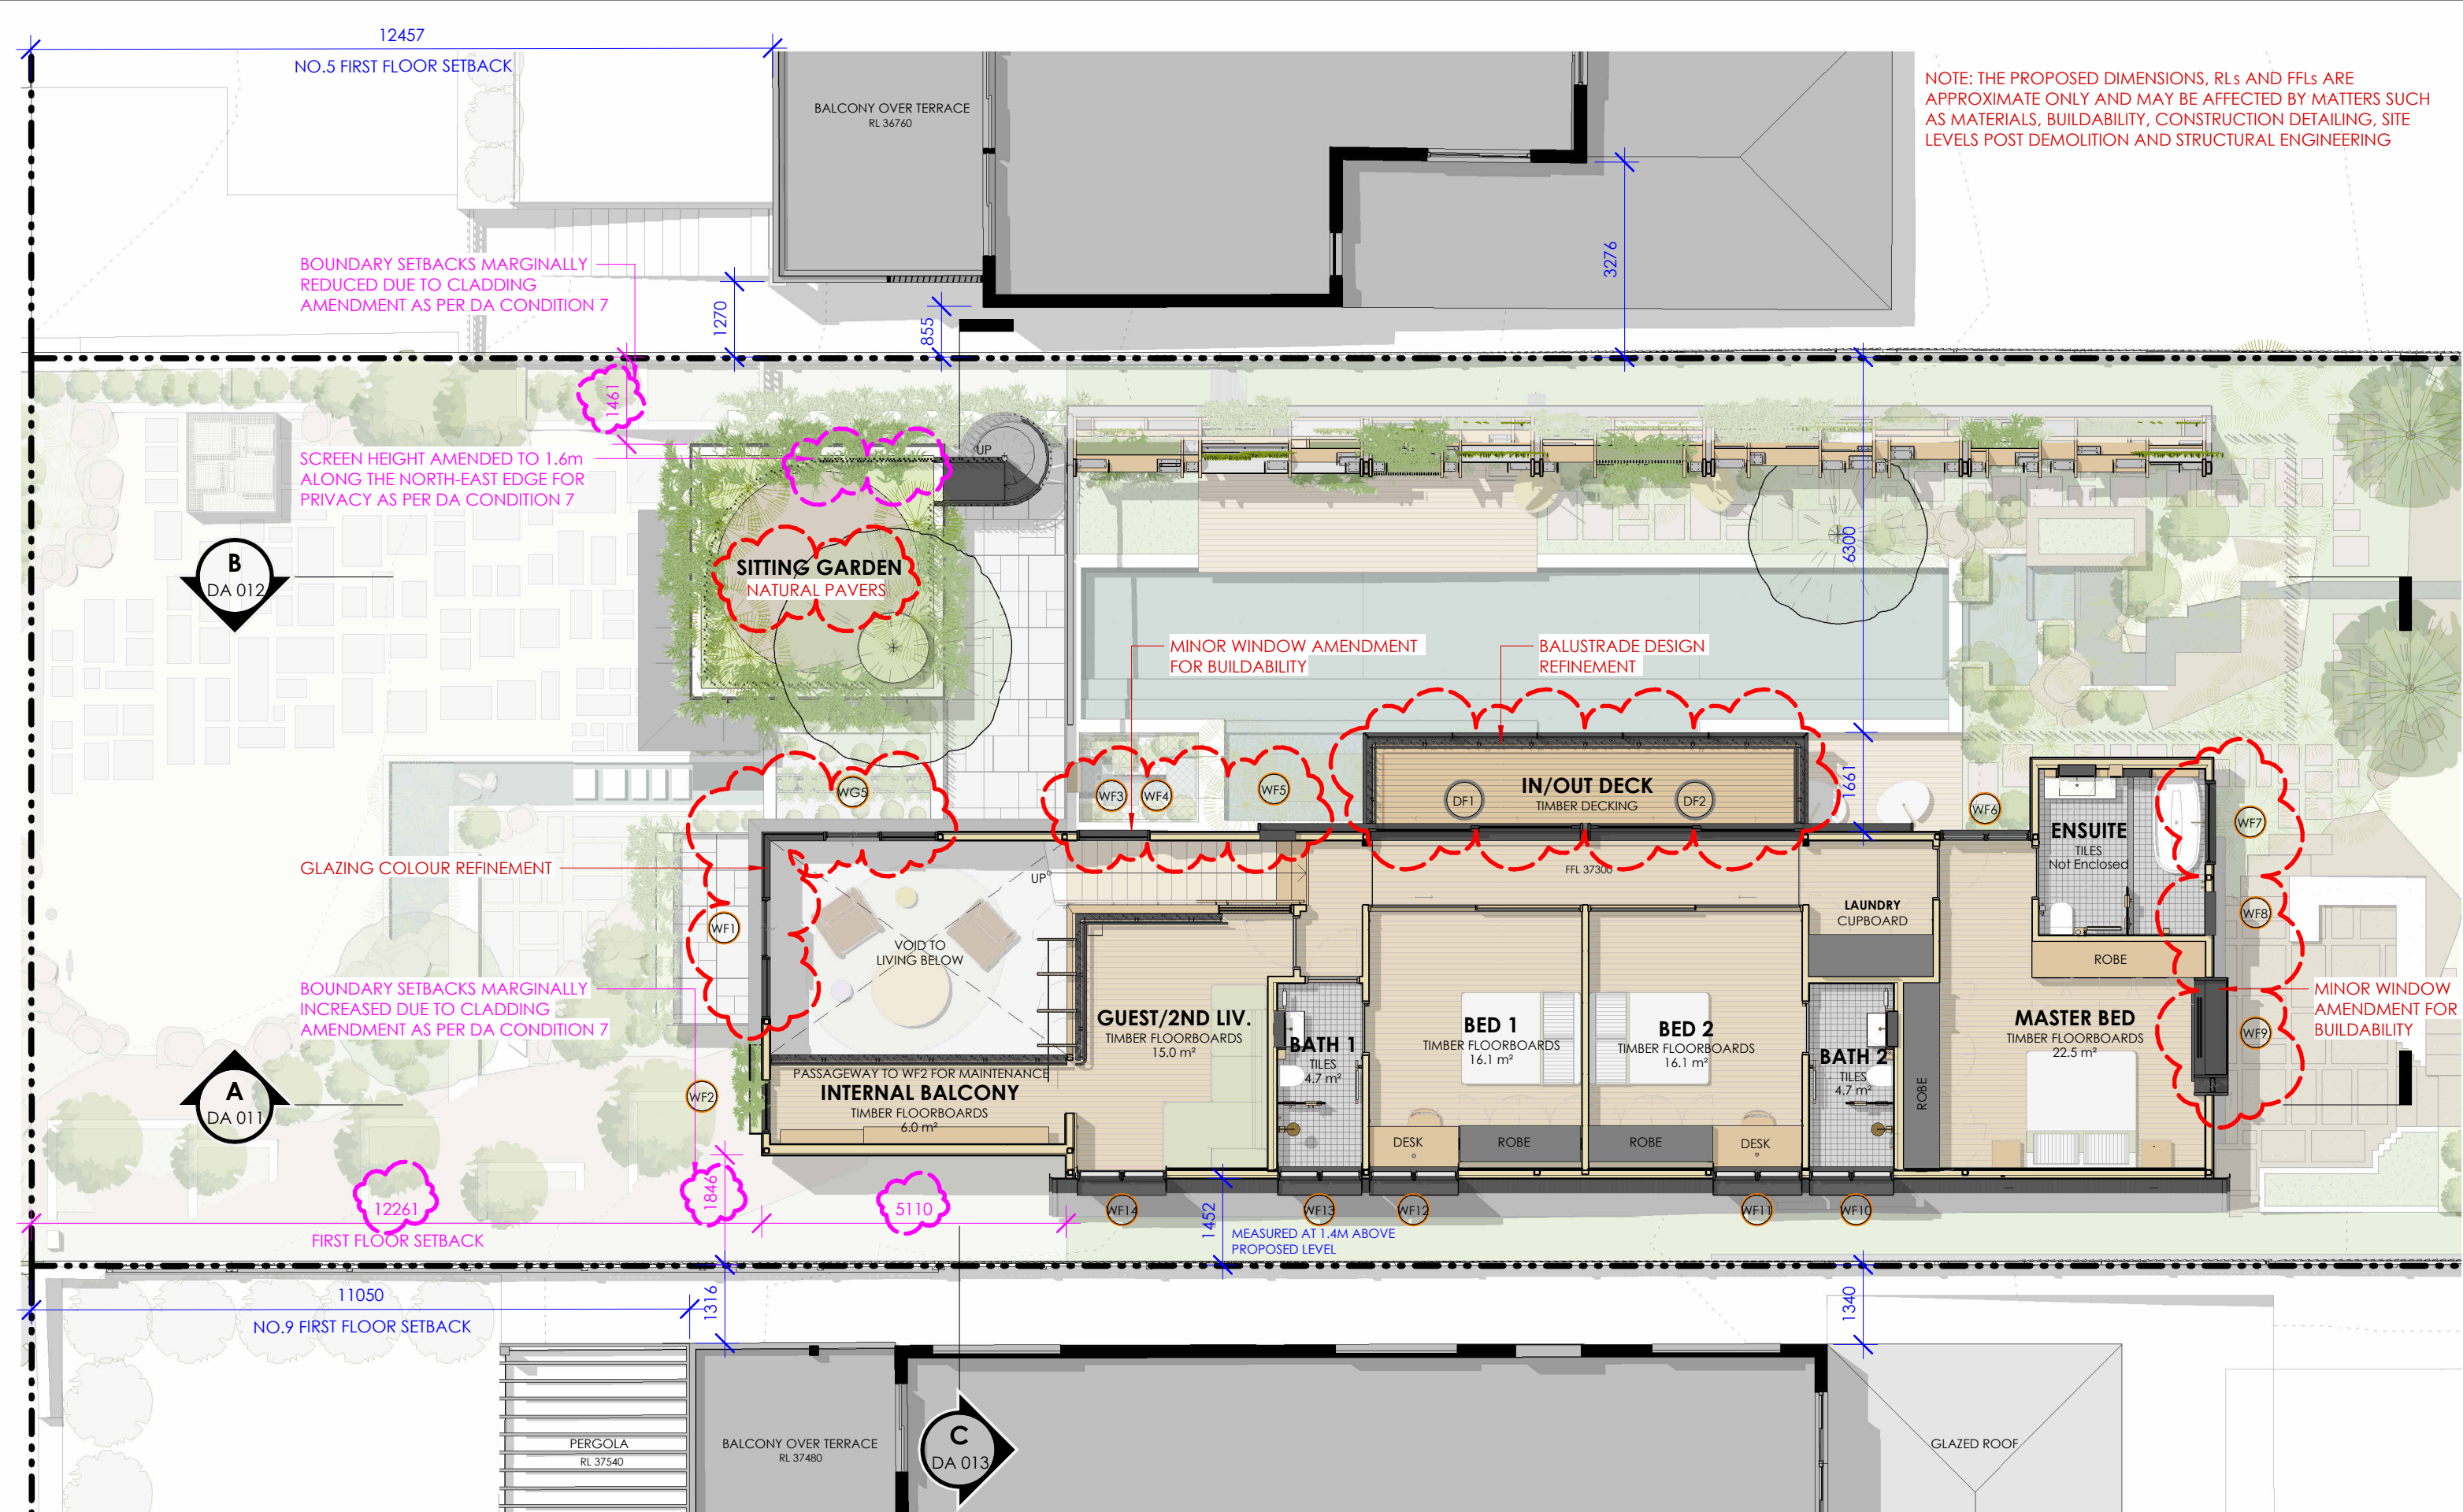 12457
NO.5 FIRST FLOOR SETBACK
BALCONY OVER TERRACE
RL 36760
NOTE: THE PROPOSED DIMENSIONS, RLs AND FFLs ARE
APPROXIMATE ONLY AND MAY BE AFFECTED BY MATTERS SUCH
AS MATERIALS, BUILDABILITY, CONSTRUCTION DETAILING, SITE
LEVELS POST DEMOLITION AND STRUCTURAL ENGINEERING
BOUNDARY SETBACKS MARGINALLY
REDUCED DUE TO CLADDING
AMENDMENT AS PER DA CONDITION 7
1270
855
3276
1461
SCREEN HEIGHT AMENDED TO 1.6m
ALONG THE NORTH-EAST EDGE FOR
PRIVACY AS PER DA CONDITION 7
UP
B
DA 012
SITTING GARDEN
NATURAL PAVERS
6300
MINOR WINDOW AMENDMENT
FOR BUILDABILITY
BALUSTRADE DESIGN
REFINEMENT
WG5
WF3
WF4
WF5
DF1
IN/OUT DECK
TIMBER DECKING
DF2
1661
WF6
ENSUITE
TILES
Not Enclosed
WF7
GLAZING COLOUR REFINEMENT
UP
FFL 37300
LAUNDRY
CUPBOARD
WF8
WF1
VOID TO
LIVING BELOW
ROBE
BOUNDARY SETBACKS MARGINALLY
INCREASED DUE TO CLADDING
AMENDMENT AS PER DA CONDITION 7
GUEST/2ND LIV.
TIMBER FLOORBOARDS
15.0 m²
BATH 1
TILES
4.7 m²
BED 1
TIMBER FLOORBOARDS
16.1 m²
BED 2
TIMBER FLOORBOARDS
16.1 m²
BATH 2
TILES
4.7 m²
ROBE
MASTER BED
TIMBER FLOORBOARDS
22.5 m²
WF9
MINOR WINDOW
AMENDMENT FOR
BUILDABILITY
A
DA 011
WF2
PASSAGEWAY TO WF2 FOR MAINTENANCE
INTERNAL BALCONY
TIMBER FLOORBOARDS
6.0 m²
DESK
ROBE
ROBE
DESK
12261
FIRST FLOOR SETBACK
1846
5110
WF14
1452
MEASURED AT 1.4M ABOVE
PROPOSED LEVEL
WF13
WF12
WF11
WF10
11050
NO.9 FIRST FLOOR SETBACK
1316
1340
PERGOLA
RL 37540
BALCONY OVER TERRACE
RL 37480
C
DA 013
GLAZED ROOF